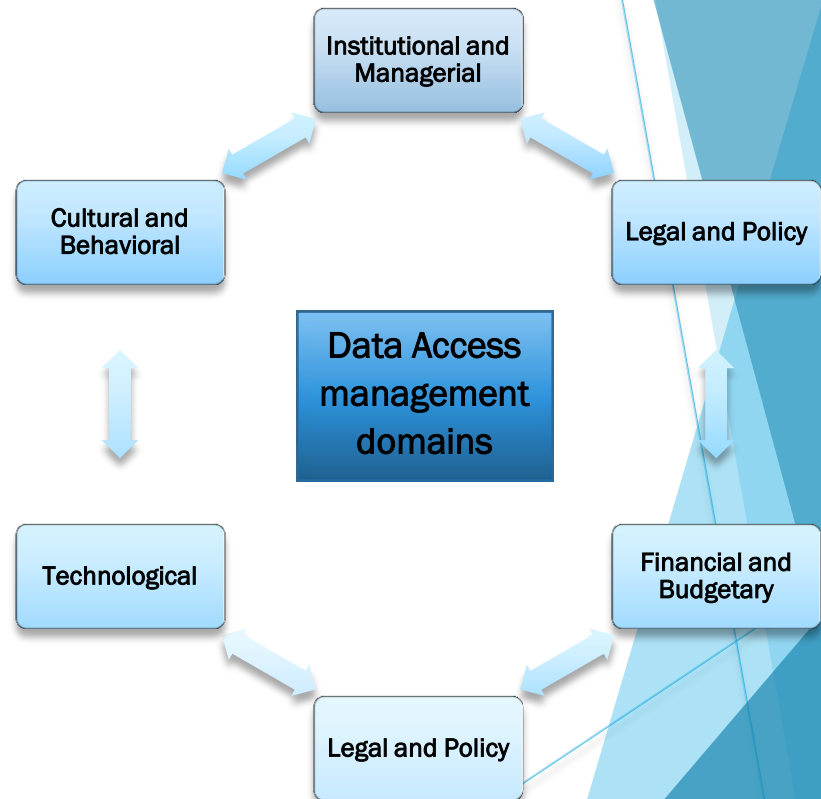 Institutional and
Managerial
Cultural and
Behavioral
Legal and Policy
Data Access
management
domains
Technological
Financial and
Budgetary
Legal and Policy